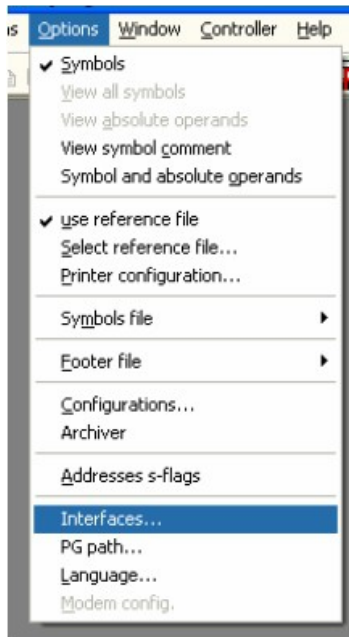 Options Window Controller Help
Symbols
View all symbols
View absolute operands
View symbol comment
Symbol and absolute operands
use reference file
Select reference file...
Printer configuration...
Symbols file
Footer file
Configurations...
Archiver
Addresses s-flags
Interfaces...
PG path...
Language...
Modem config.